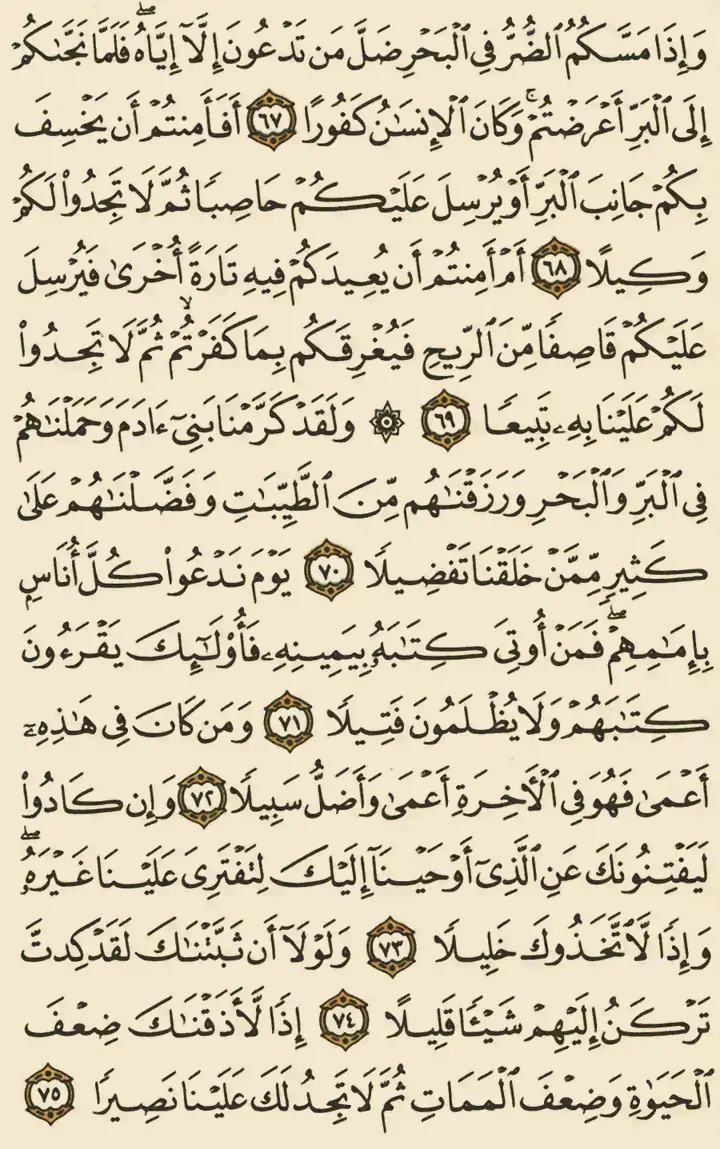 وَإِذَا مَسَّكُمُ ٱلضُّرُّ فِي ٱلْبَحْرِ ضَلَّ مَن تَدْعُونَ إِلَّآ إِيَّاهُۖ فَلَمَّا نَجَّىٰكُمْ
إِلَى ٱلْبَرِّ أَعْرَضْتُمْۚ وَكَانَ ٱلْإِنسَٰنُ كَفُورًا ٦٧ أَفَأَمِنتُمْ أَن يَخْسِفَ
بِكُمْ جَانِبَ ٱلْبَرِّ أَوْ يُرْسِلَ عَلَيْكُمْ حَاصِبًا ثُمَّ لَا تَجِدُوا۟ لَكُمْ
وَكِيلًا ٦٨ أَمْ أَمِنتُمْ أَن يُعِيدَكُمْ فِيهِ تَارَةً أُخْرَىٰ فَيُرْسِلَ
عَلَيْكُمْ قَاصِفًا مِّنَ ٱلرِّيحِ فَيُغْرِقَكُم بِمَا كَفَرْتُمْۙ ثُمَّ لَا تَجِدُوا۟
لَكُمْ عَلَيْنَا بِهِۦ تَبِيعًا ٦٩ ۞ وَلَقَدْ كَرَّمْنَا بَنِيٓ ءَادَمَ وَحَمَلْنَٰهُمْ
فِي ٱلْبَرِّ وَٱلْبَحْرِ وَرَزَقْنَٰهُم مِّنَ ٱلطَّيِّبَٰتِ وَفَضَّلْنَٰهُمْ عَلَىٰ
كَثِيرٍ مِّمَّنْ خَلَقْنَا تَفْضِيلًا ٧٠ يَوْمَ نَدْعُوا۟ كُلَّ أُنَاسٍۭ
بِإِمَٰمِهِمْۖ فَمَنْ أُوتِيَ كِتَٰبَهُۥ بِيَمِينِهِۦ فَأُو۟لَٰٓئِكَ يَقْرَءُونَ
كِتَٰبَهُمْ وَلَا يُظْلَمُونَ فَتِيلًا ٧١ وَمَن كَانَ فِي هَٰذِهِۦٓ
أَعْمَىٰ فَهُوَ فِي ٱلْأٓخِرَةِ أَعْمَىٰ وَأَضَلُّ سَبِيلًا ٧٢ وَإِن كَادُوا۟
لَيَفْتِنُونَكَ عَنِ ٱلَّذِيٓ أَوْحَيْنَآ إِلَيْكَ لِتَفْتَرِيَ عَلَيْنَا غَيْرَهُۥۖ
وَإِذًا لَّٱتَّخَذُوكَ خَلِيلًا ٧٣ وَلَوْلَآ أَن ثَبَّتْنَٰكَ لَقَدْ كِدتَّ
تَرْكَنُ إِلَيْهِمْ شَيْـًٔا قَلِيلًا ٧٤ إِذًا لَّأَذَقْنَٰكَ ضِعْفَ
ٱلْحَيَوٰةِ وَضِعْفَ ٱلْمَمَاتِ ثُمَّ لَا تَجِدُ لَكَ عَلَيْنَا نَصِيرًا ٧٥